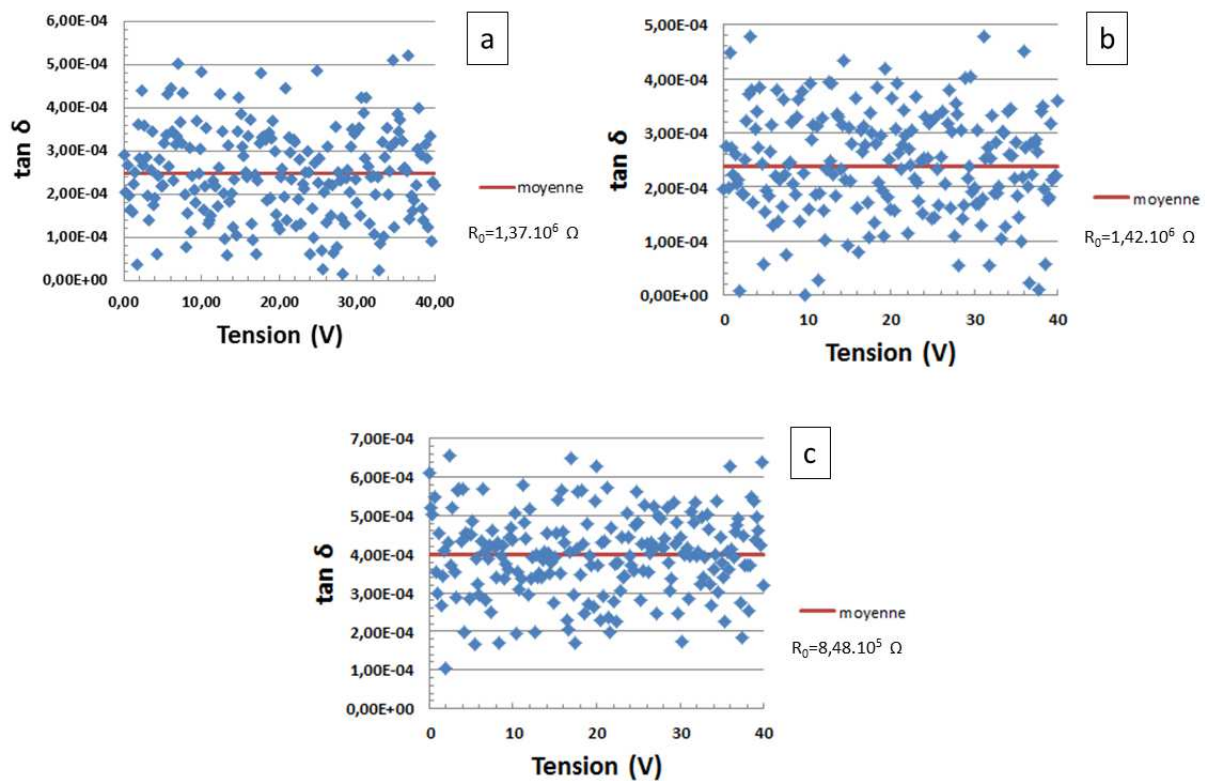 a
6,00E-04
5,00E-04
4,00E-04
3,00E-04
2,00E-04
1,00E-04
0,00E+00
tan δ
0,00 10,00 20,00 30,00 40,00
Tension (V)
moyenne
R₀=1,37.10⁶ Ω
b
5,00E-04
4,00E-04
3,00E-04
2,00E-04
1,00E-04
0,00E+00
tan δ
0 10 20 30 40
Tension (V)
moyenne
R₀=1,42.10⁶ Ω
c
7,00E-04
6,00E-04
5,00E-04
4,00E-04
3,00E-04
2,00E-04
1,00E-04
0,00E+00
tan δ
0 10 20 30 40
Tension (V)
moyenne
R₀=8,48.10⁵ Ω